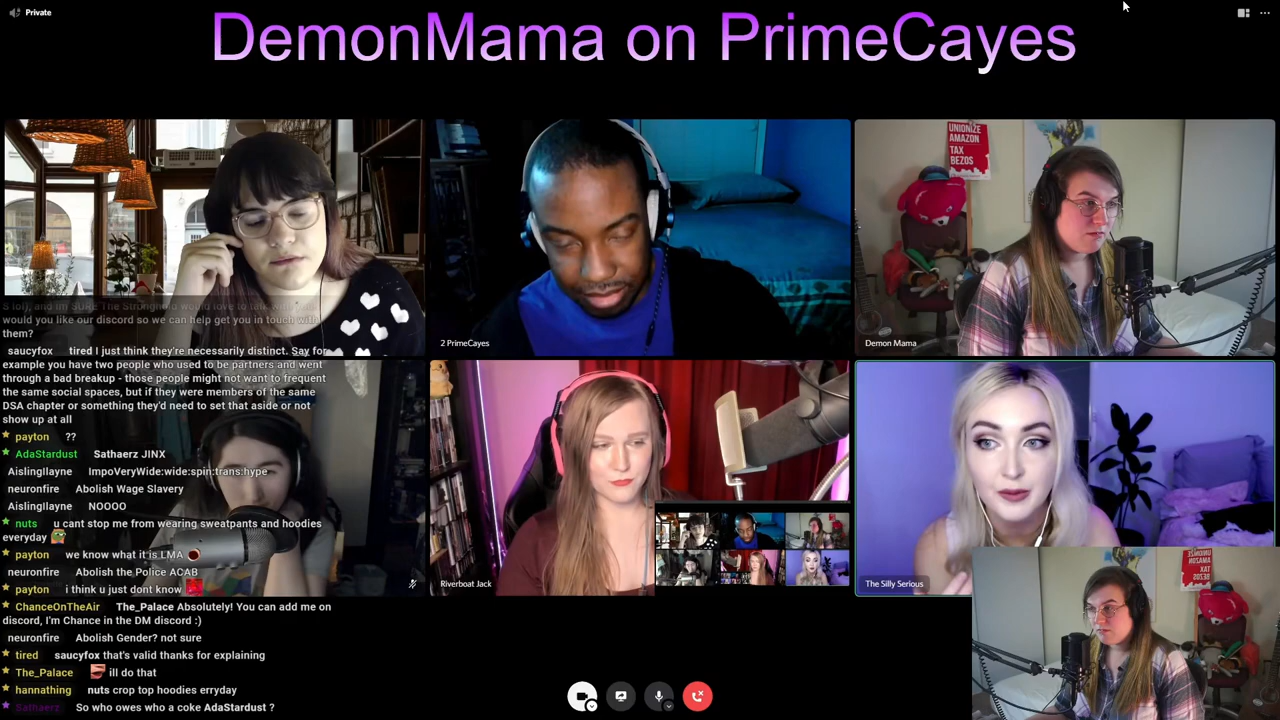 Private
DemonMama on PrimeCayes
UNIONIZE
AMAZON
TAX
BEZOS
2 PrimeCayes
Demon Mama
would you like our discord so we can help get you in touch with
them?
saucyfox tired I just think they're necessarily distinct. Say for
example you have two people who used to be partners and went
through a bad breakup - those people might not want to frequent
the same social spaces, but if they were members of the same
DSA chapter or something they'd need to set that aside or not
show up at all
payton ??
AdaStardust Sathaerz JINX
AislingIlayne ImpoVeryWide:wide:spin:trans:hype
neuronfire Abolish Wage Slavery
AislingIlayne NOOOO
nuts u cant stop me from wearing sweatpants and hoodies
everyday
payton we know what it is LMA
neuronfire Abolish the Police ACAB
payton i think u just dont know
ChanceOnTheAir The_Palace Absolutely! You can add me on
discord, I'm Chance in the DM discord :)
neuronfire Abolish Gender? not sure
tired saucyfox that's valid thanks for explaining
The_Palace ill do that
hannathing nuts crop top hoodies erryday
Sathaerz So who owes who a coke AdaStardust ?
Riverboat Jack
The Silly Serious
UNIONIZE
AMAZON
TAX
BEZOS